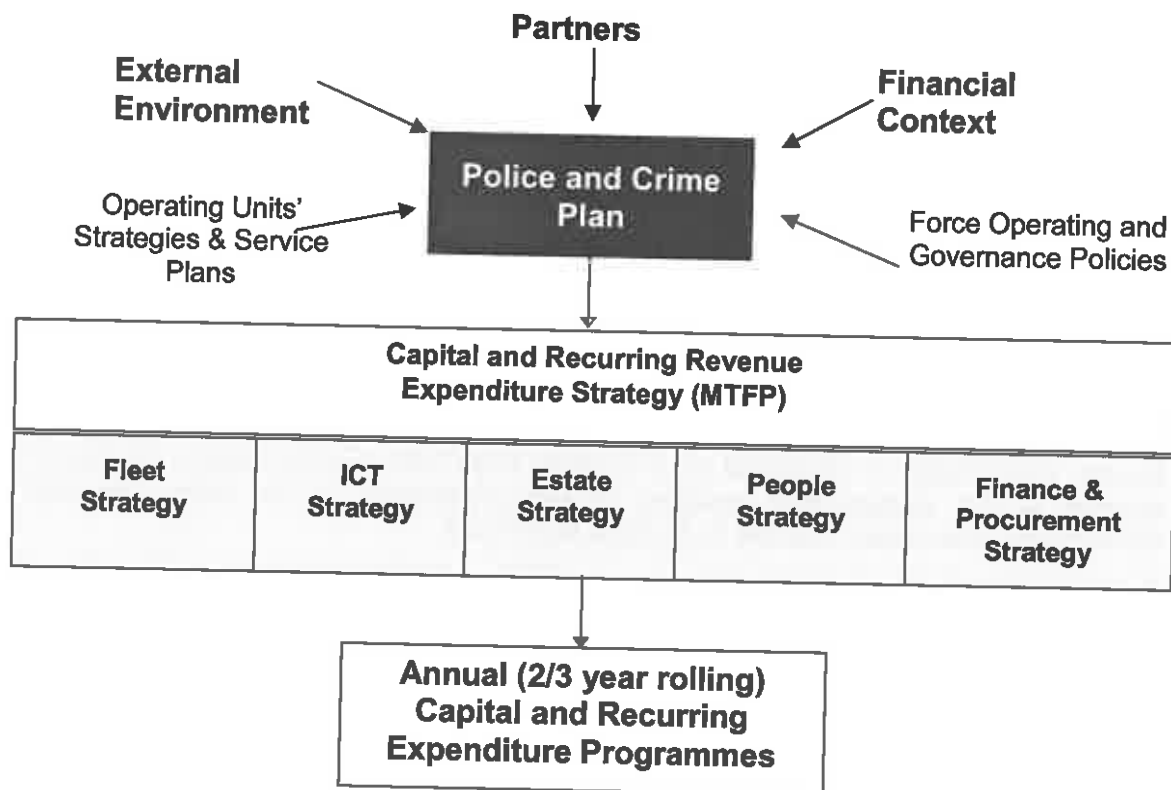 Partners
External
Environment
Financial
Context
Police and Crime
Plan
Operating Units'
Strategies & Service
Plans
Force Operating and
Governance Policies
Capital and Recurring Revenue
Expenditure Strategy (MTFP)
Fleet
Strategy
ICT
Strategy
Estate
Strategy
People
Strategy
Finance &
Procurement
Strategy
Annual (2/3 year rolling)
Capital and Recurring
Expenditure Programmes